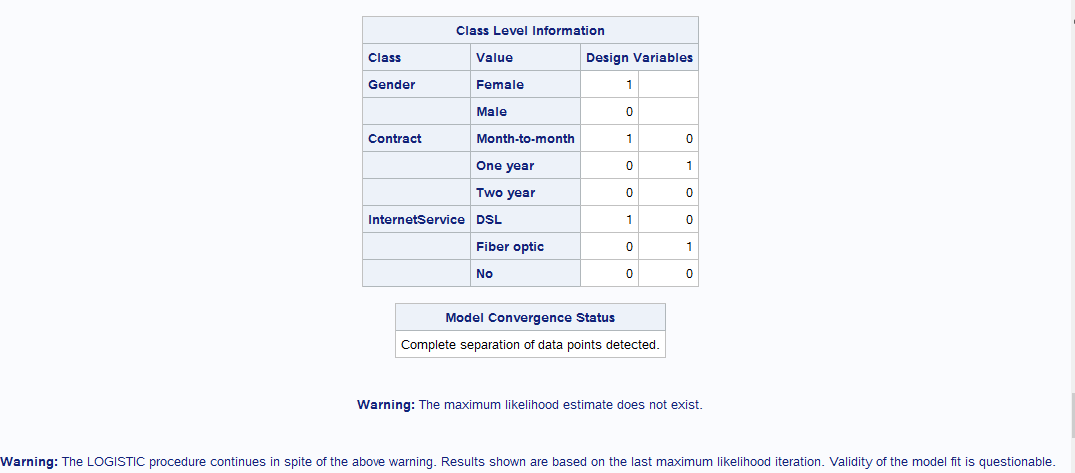 Class Level Information
Class Value Design Variables
Gender Female 1
Male 0
Contract Month-to-month 1 0
One year 0 1
Two year 0 0
InternetService DSL 1 0
Fiber optic 0 1
No 0 0
Model Convergence Status
Complete separation of data points detected.
Warning: The maximum likelihood estimate does not exist.
Warning: The LOGISTIC procedure continues in spite of the above warning. Results shown are based on the last maximum likelihood iteration. Validity of the model fit is questionable.